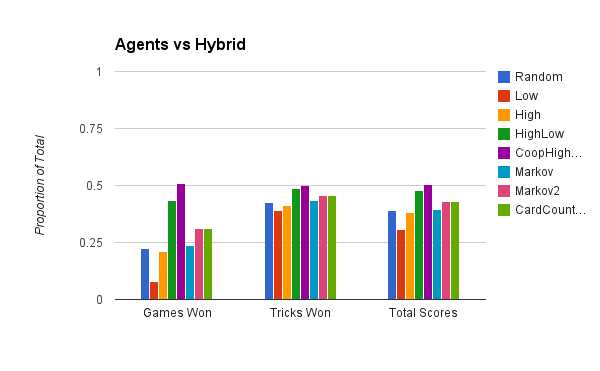 Agents vs Hybrid
1
0.75
0.5
0.25
0
Proportion of Total
Games Won
Tricks Won
Total Scores
Random
Low
High
HighLow
CoopHigh...
Markov
Markov2
CardCount...